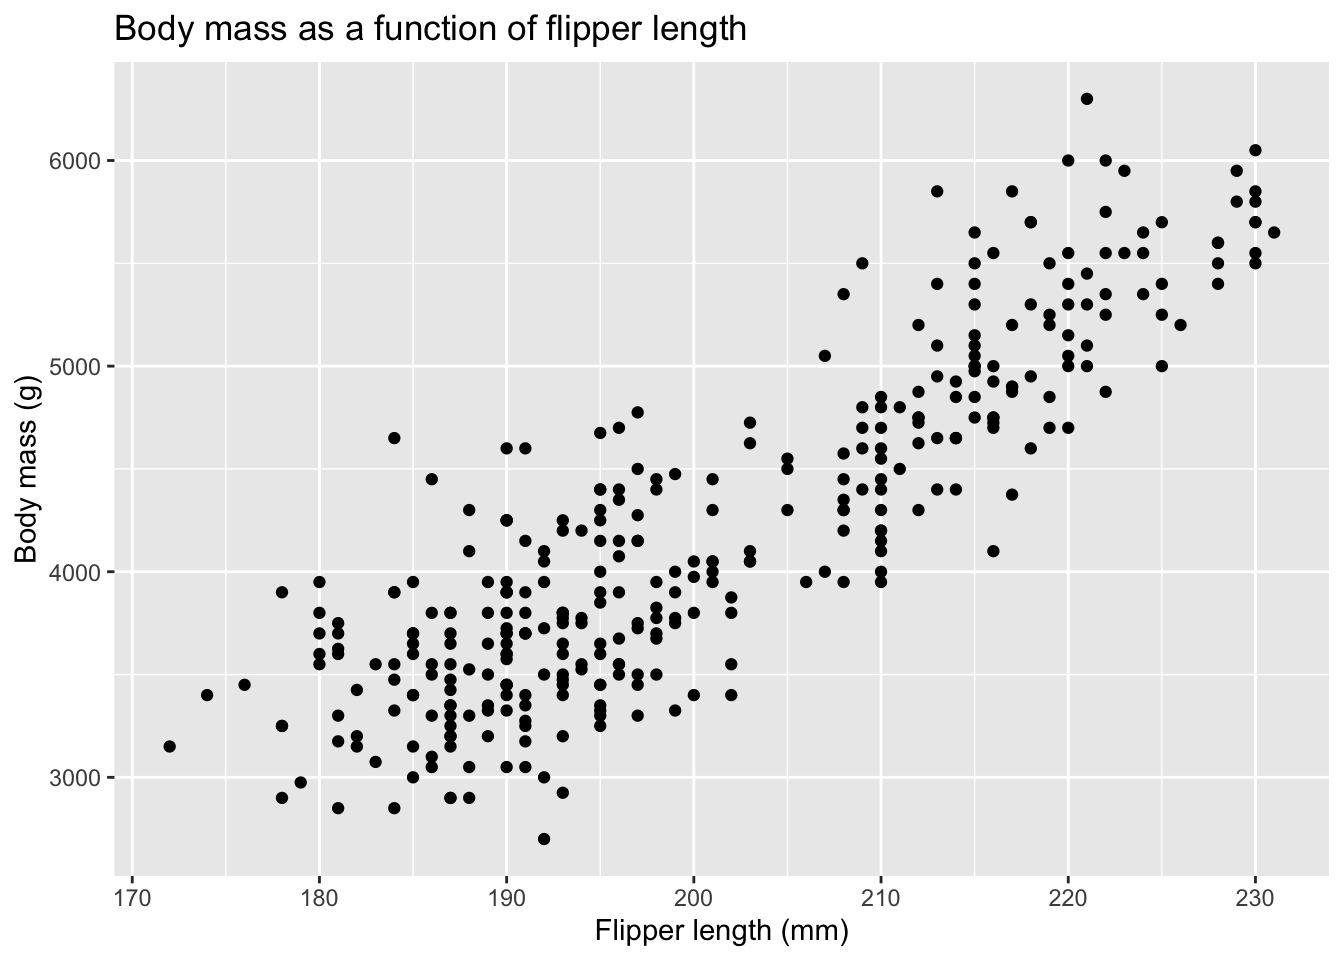 Body mass as a function of flipper length
6000
5000
4000
3000
Body mass (g)
170 180 190 200 210 220 230
Flipper length (mm)